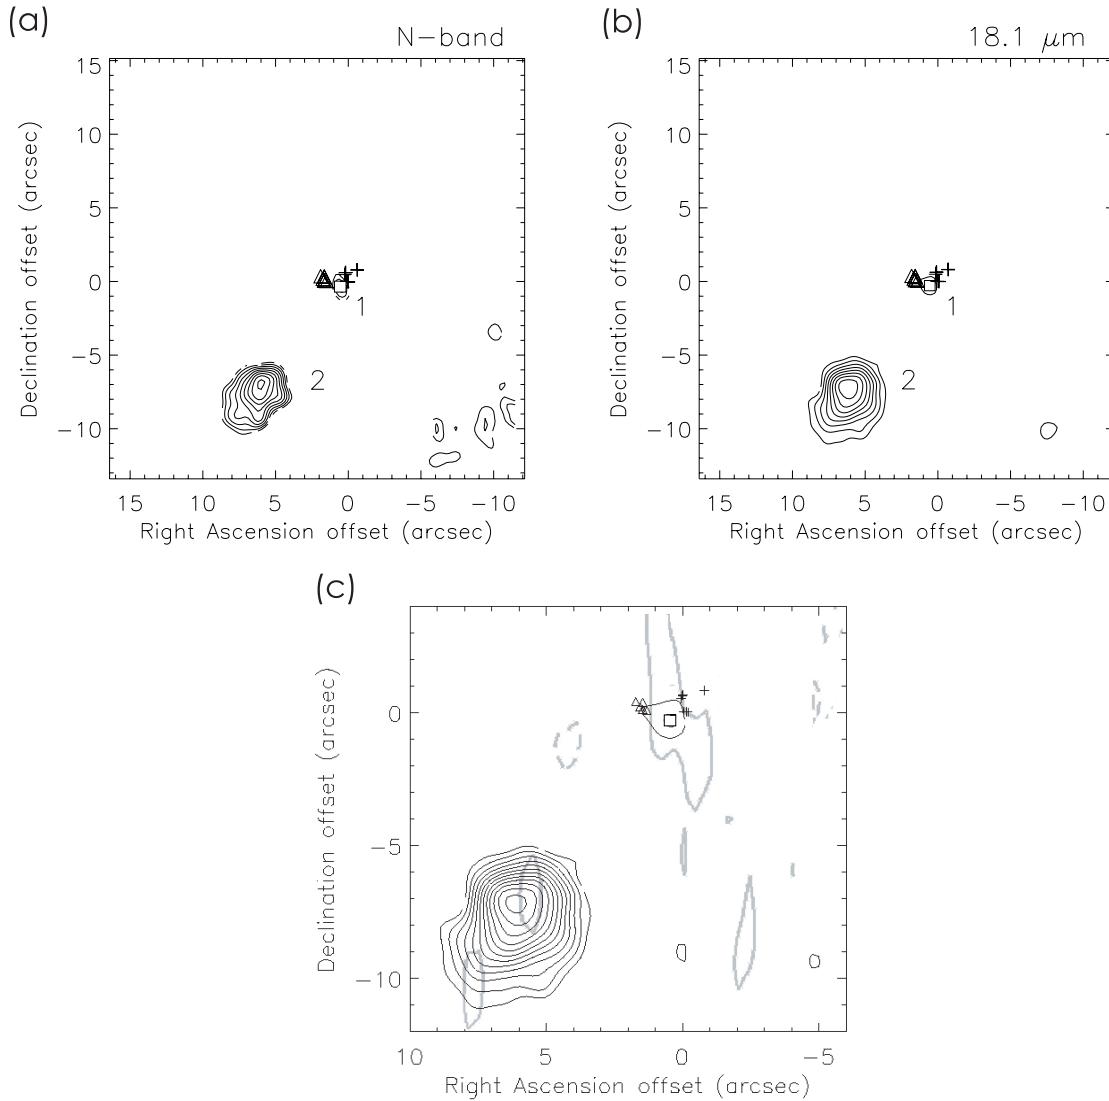 (a)
N-band
15
10
5
0
-5
-10
Declination offset (arcsec)
1
2
15 10 5 0 -5 -10
Right Ascension offset (arcsec)
(b)
18.1 μm
15
10
5
0
-5
-10
Declination offset (arcsec)
1
2
15 10 5 0 -5 -10
Right Ascension offset (arcsec)
(c)
0
-5
-10
Declination offset (arcsec)
10 5 0 -5
Right Ascension offset (arcsec)